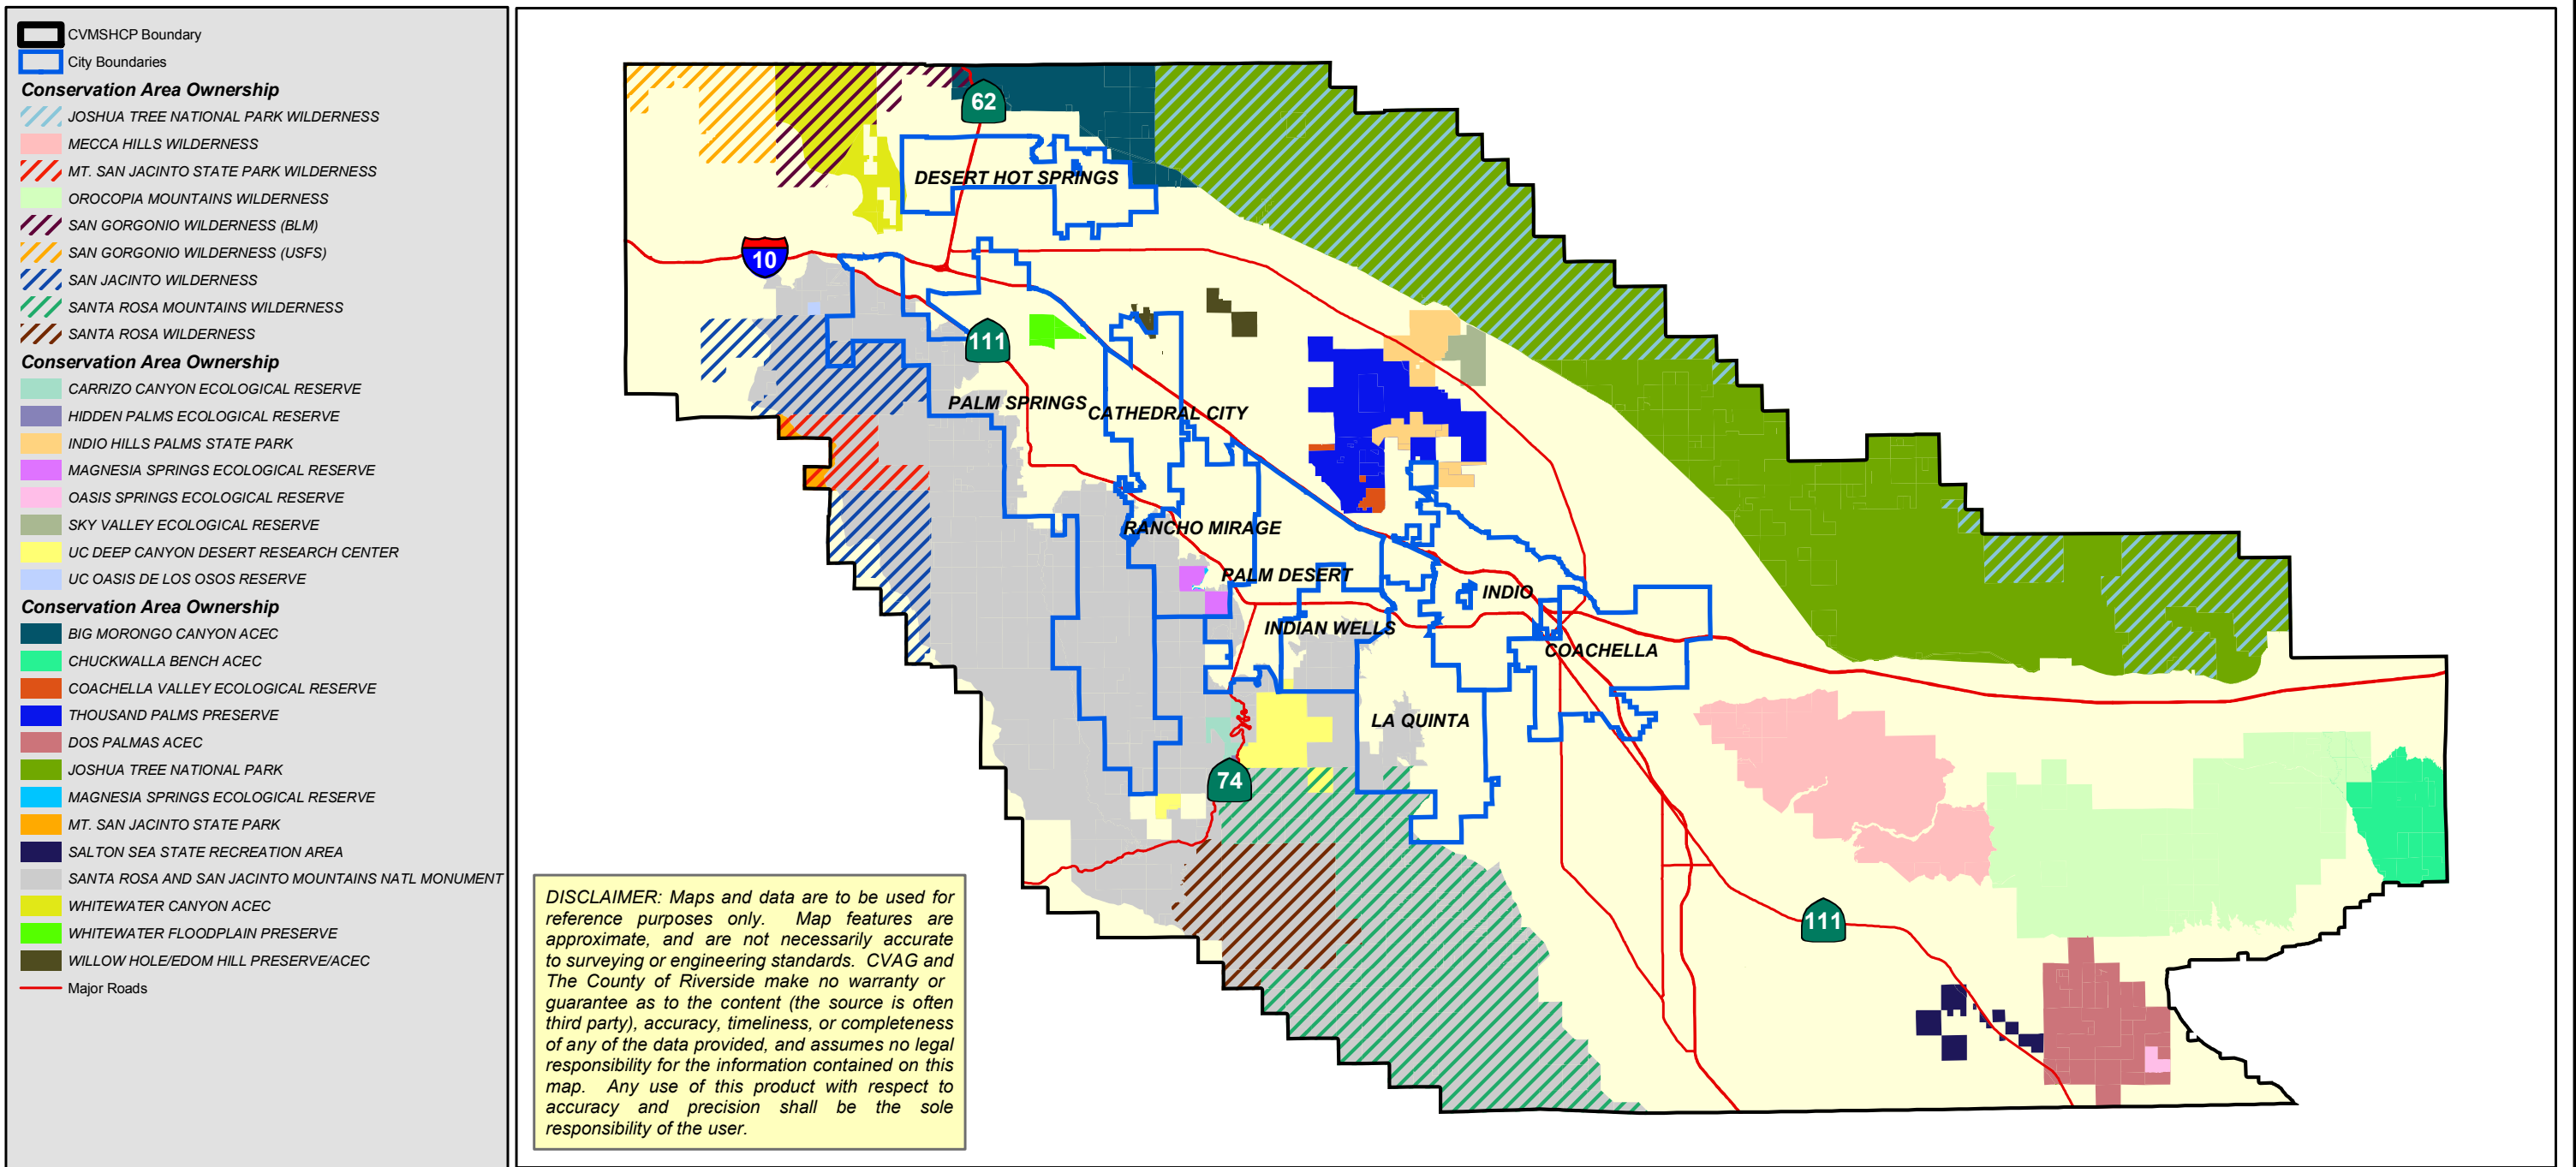 CVMSHCP Boundary
City Boundaries
Conservation Area Ownership
JOSHUA TREE NATIONAL PARK WILDERNESS
MECCA HILLS WILDERNESS
MT. SAN JACINTO STATE PARK WILDERNESS
OROCOPIA MOUNTAINS WILDERNESS
SAN GORGONIO WILDERNESS (BLM)
SAN GORGONIO WILDERNESS (USFS)
SAN JACINTO WILDERNESS
SANTA ROSA MOUNTAINS WILDERNESS
SANTA ROSA WILDERNESS
Conservation Area Ownership
CARRIZO CANYON ECOLOGICAL RESERVE
HIDDEN PALMS ECOLOGICAL RESERVE
INDIO HILLS PALMS STATE PARK
MAGNESIA SPRINGS ECOLOGICAL RESERVE
OASIS SPRINGS ECOLOGICAL RESERVE
SKY VALLEY ECOLOGICAL RESERVE
UC DEEP CANYON DESERT RESEARCH CENTER
UC OASIS DE LOS OSOS RESERVE
Conservation Area Ownership
BIG MORONGO CANYON ACEC
CHUCKWALLA BENCH ACEC
COACHELLA VALLEY ECOLOGICAL RESERVE
THOUSAND PALMS PRESERVE
DOS PALMAS ACEC
JOSHUA TREE NATIONAL PARK
MAGNESIA SPRINGS ECOLOGICAL RESERVE
MT. SAN JACINTO STATE PARK
SALTON SEA STATE RECREATION AREA
SANTA ROSA AND SAN JACINTO MOUNTAINS NATL MONUMENT
WHITEWATER CANYON ACEC
WHITEWATER FLOODPLAIN PRESERVE
WILLOW HOLE/EDOM HILL PRESERVE/ACEC
Major Roads
62
DESERT HOT SPRINGS
10
111
PALM SPRINGS
CATHEDRAL CITY
RANCHO MIRAGE
PALM DESERT
INDIO
INDIAN WELLS
COACHELLA
LA QUINTA
74
111
DISCLAIMER: Maps and data are to be used for
reference purposes only. Map features are
approximate, and are not necessarily accurate
to surveying or engineering standards. CVAG and
The County of Riverside make no warranty or
guarantee as to the content (the source is often
third party), accuracy, timeliness, or completeness
of any of the data provided, and assumes no legal
responsibility for the information contained on this
map. Any use of this product with respect to
accuracy and precision shall be the sole
responsibility of the user.